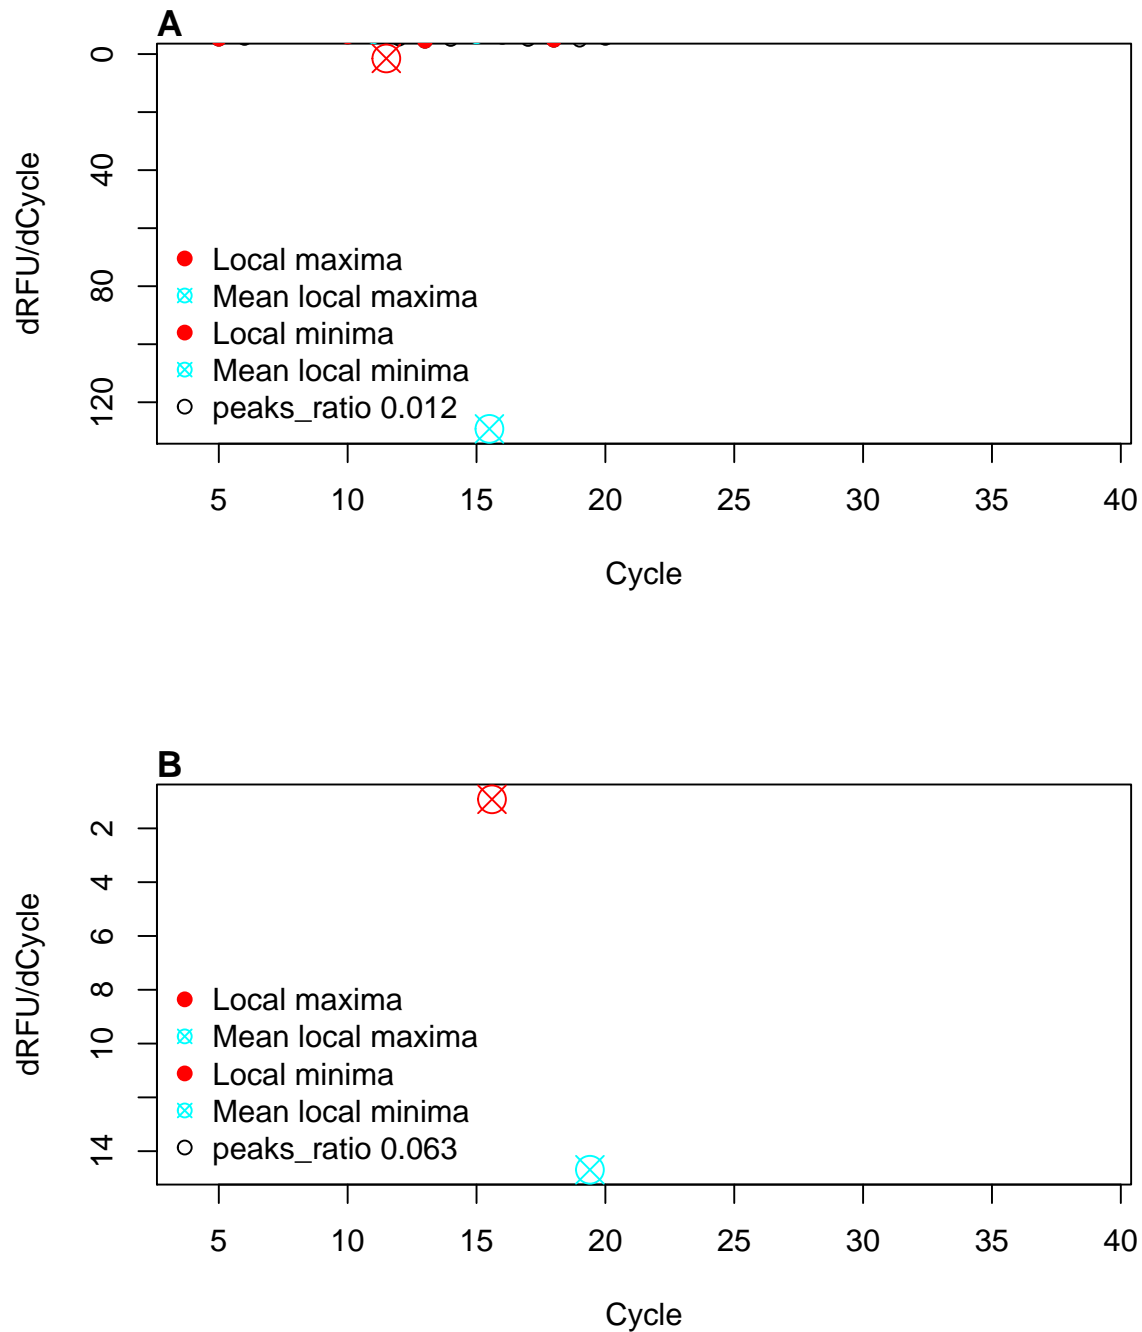 A
dRFU/dCycle
0
40
80
120
Local maxima
Mean local maxima
Local minima
Mean local minima
peaks_ratio 0.012
5 10 15 20 25 30 35 40
Cycle
B
dRFU/dCycle
2
4
6
8
10
14
Local maxima
Mean local maxima
Local minima
Mean local minima
peaks_ratio 0.063
5 10 15 20 25 30 35 40
Cycle